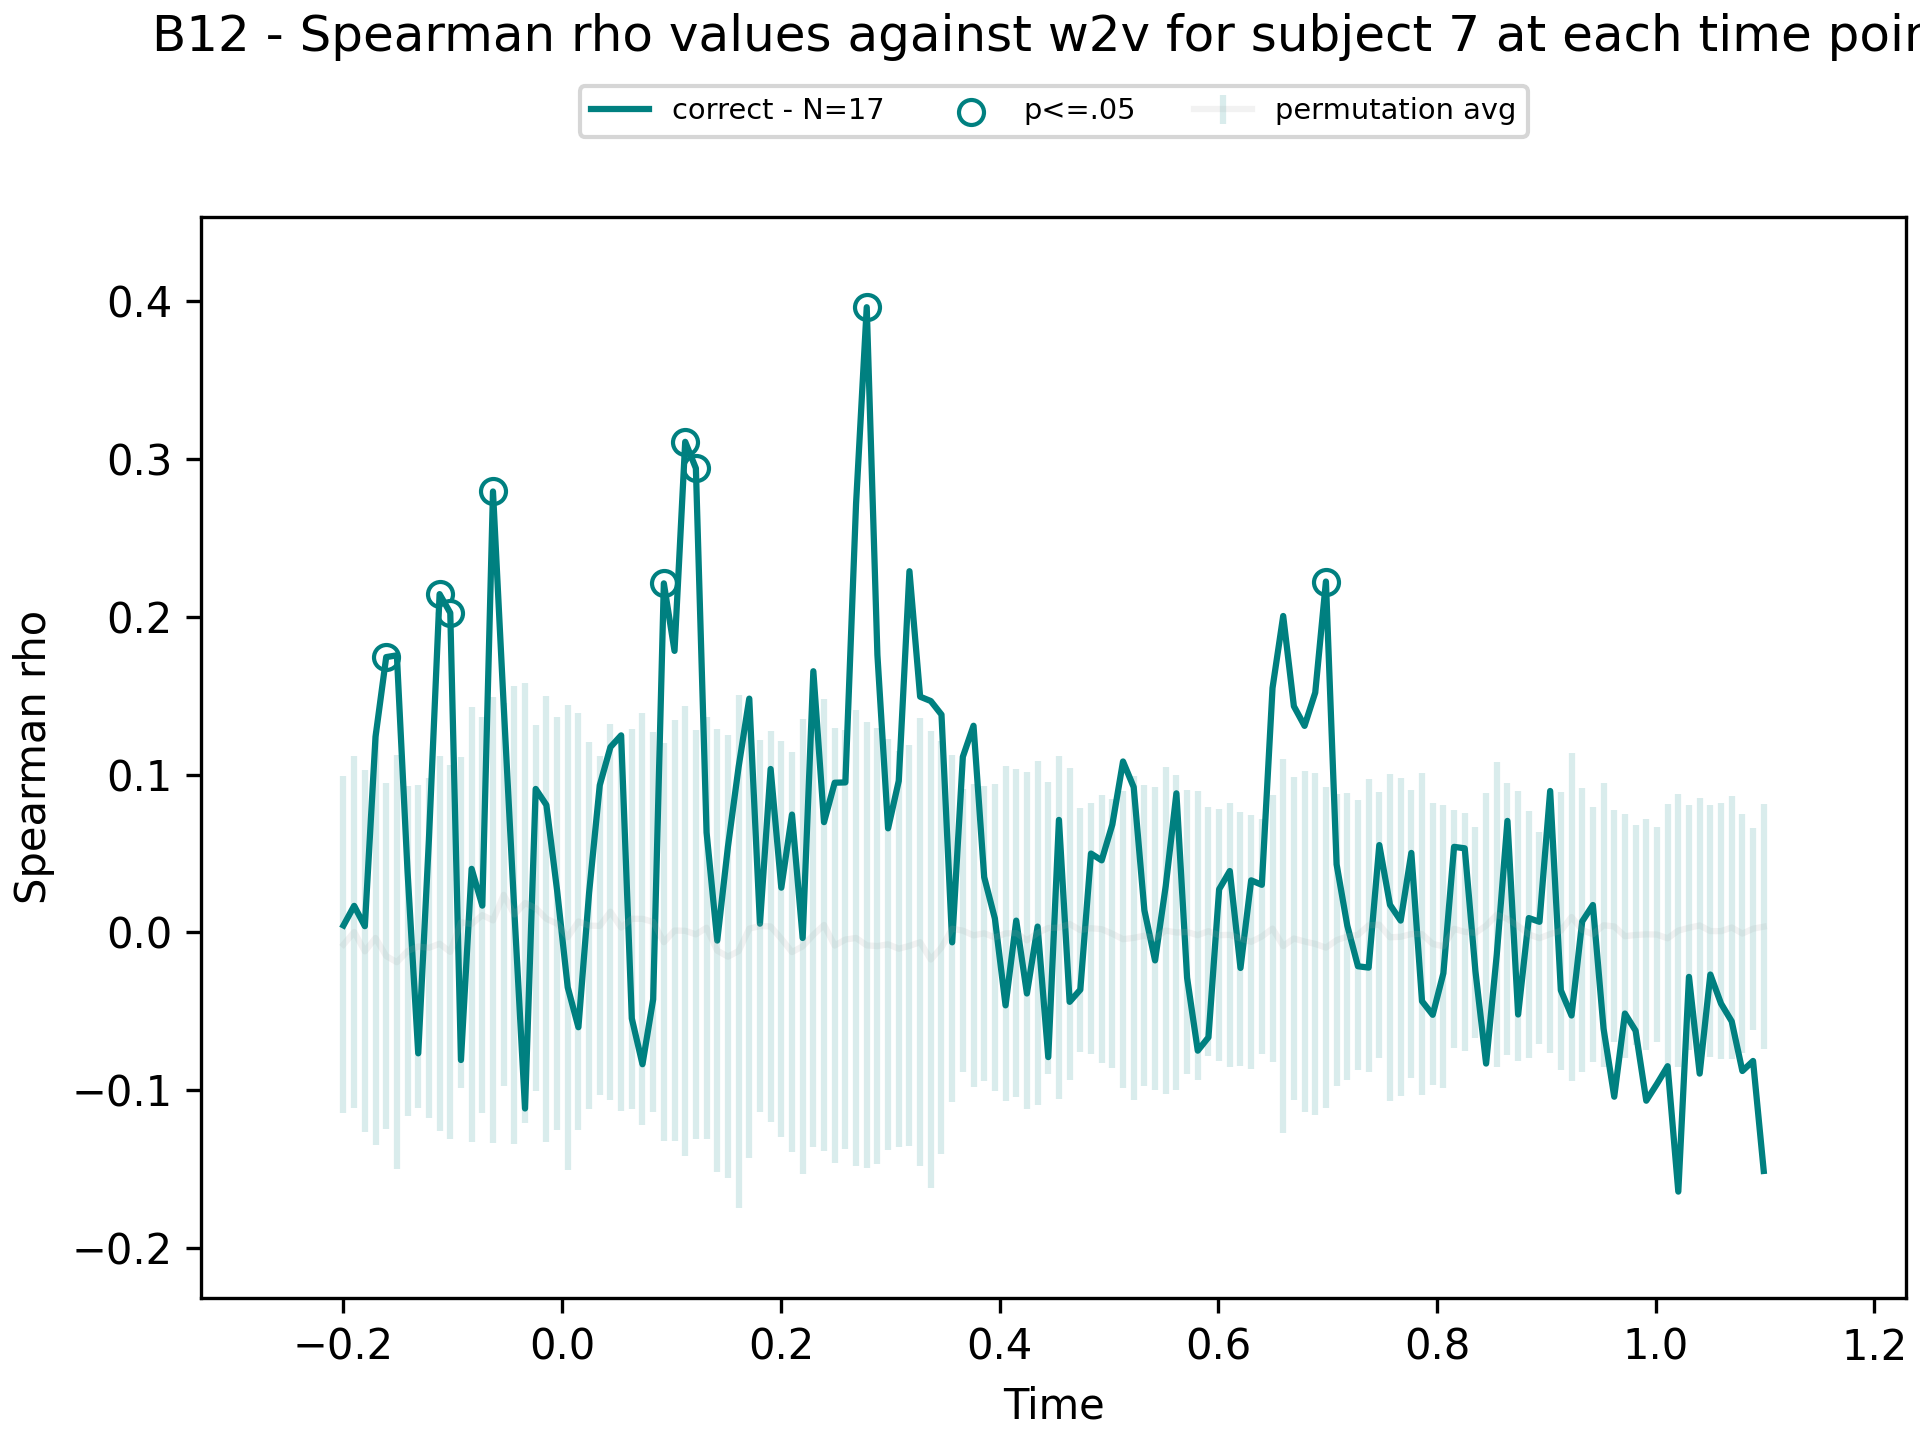 B12 - Spearman rho values against w2v for subject 7 at each time poin
correct - N=17 p<=.05 permutation avg
Spearman rho
0.4
0.3
0.2
0.1
0.0
−0.1
−0.2
−0.2 0.0 0.2 0.4 0.6 0.8 1.0 1.2
Time